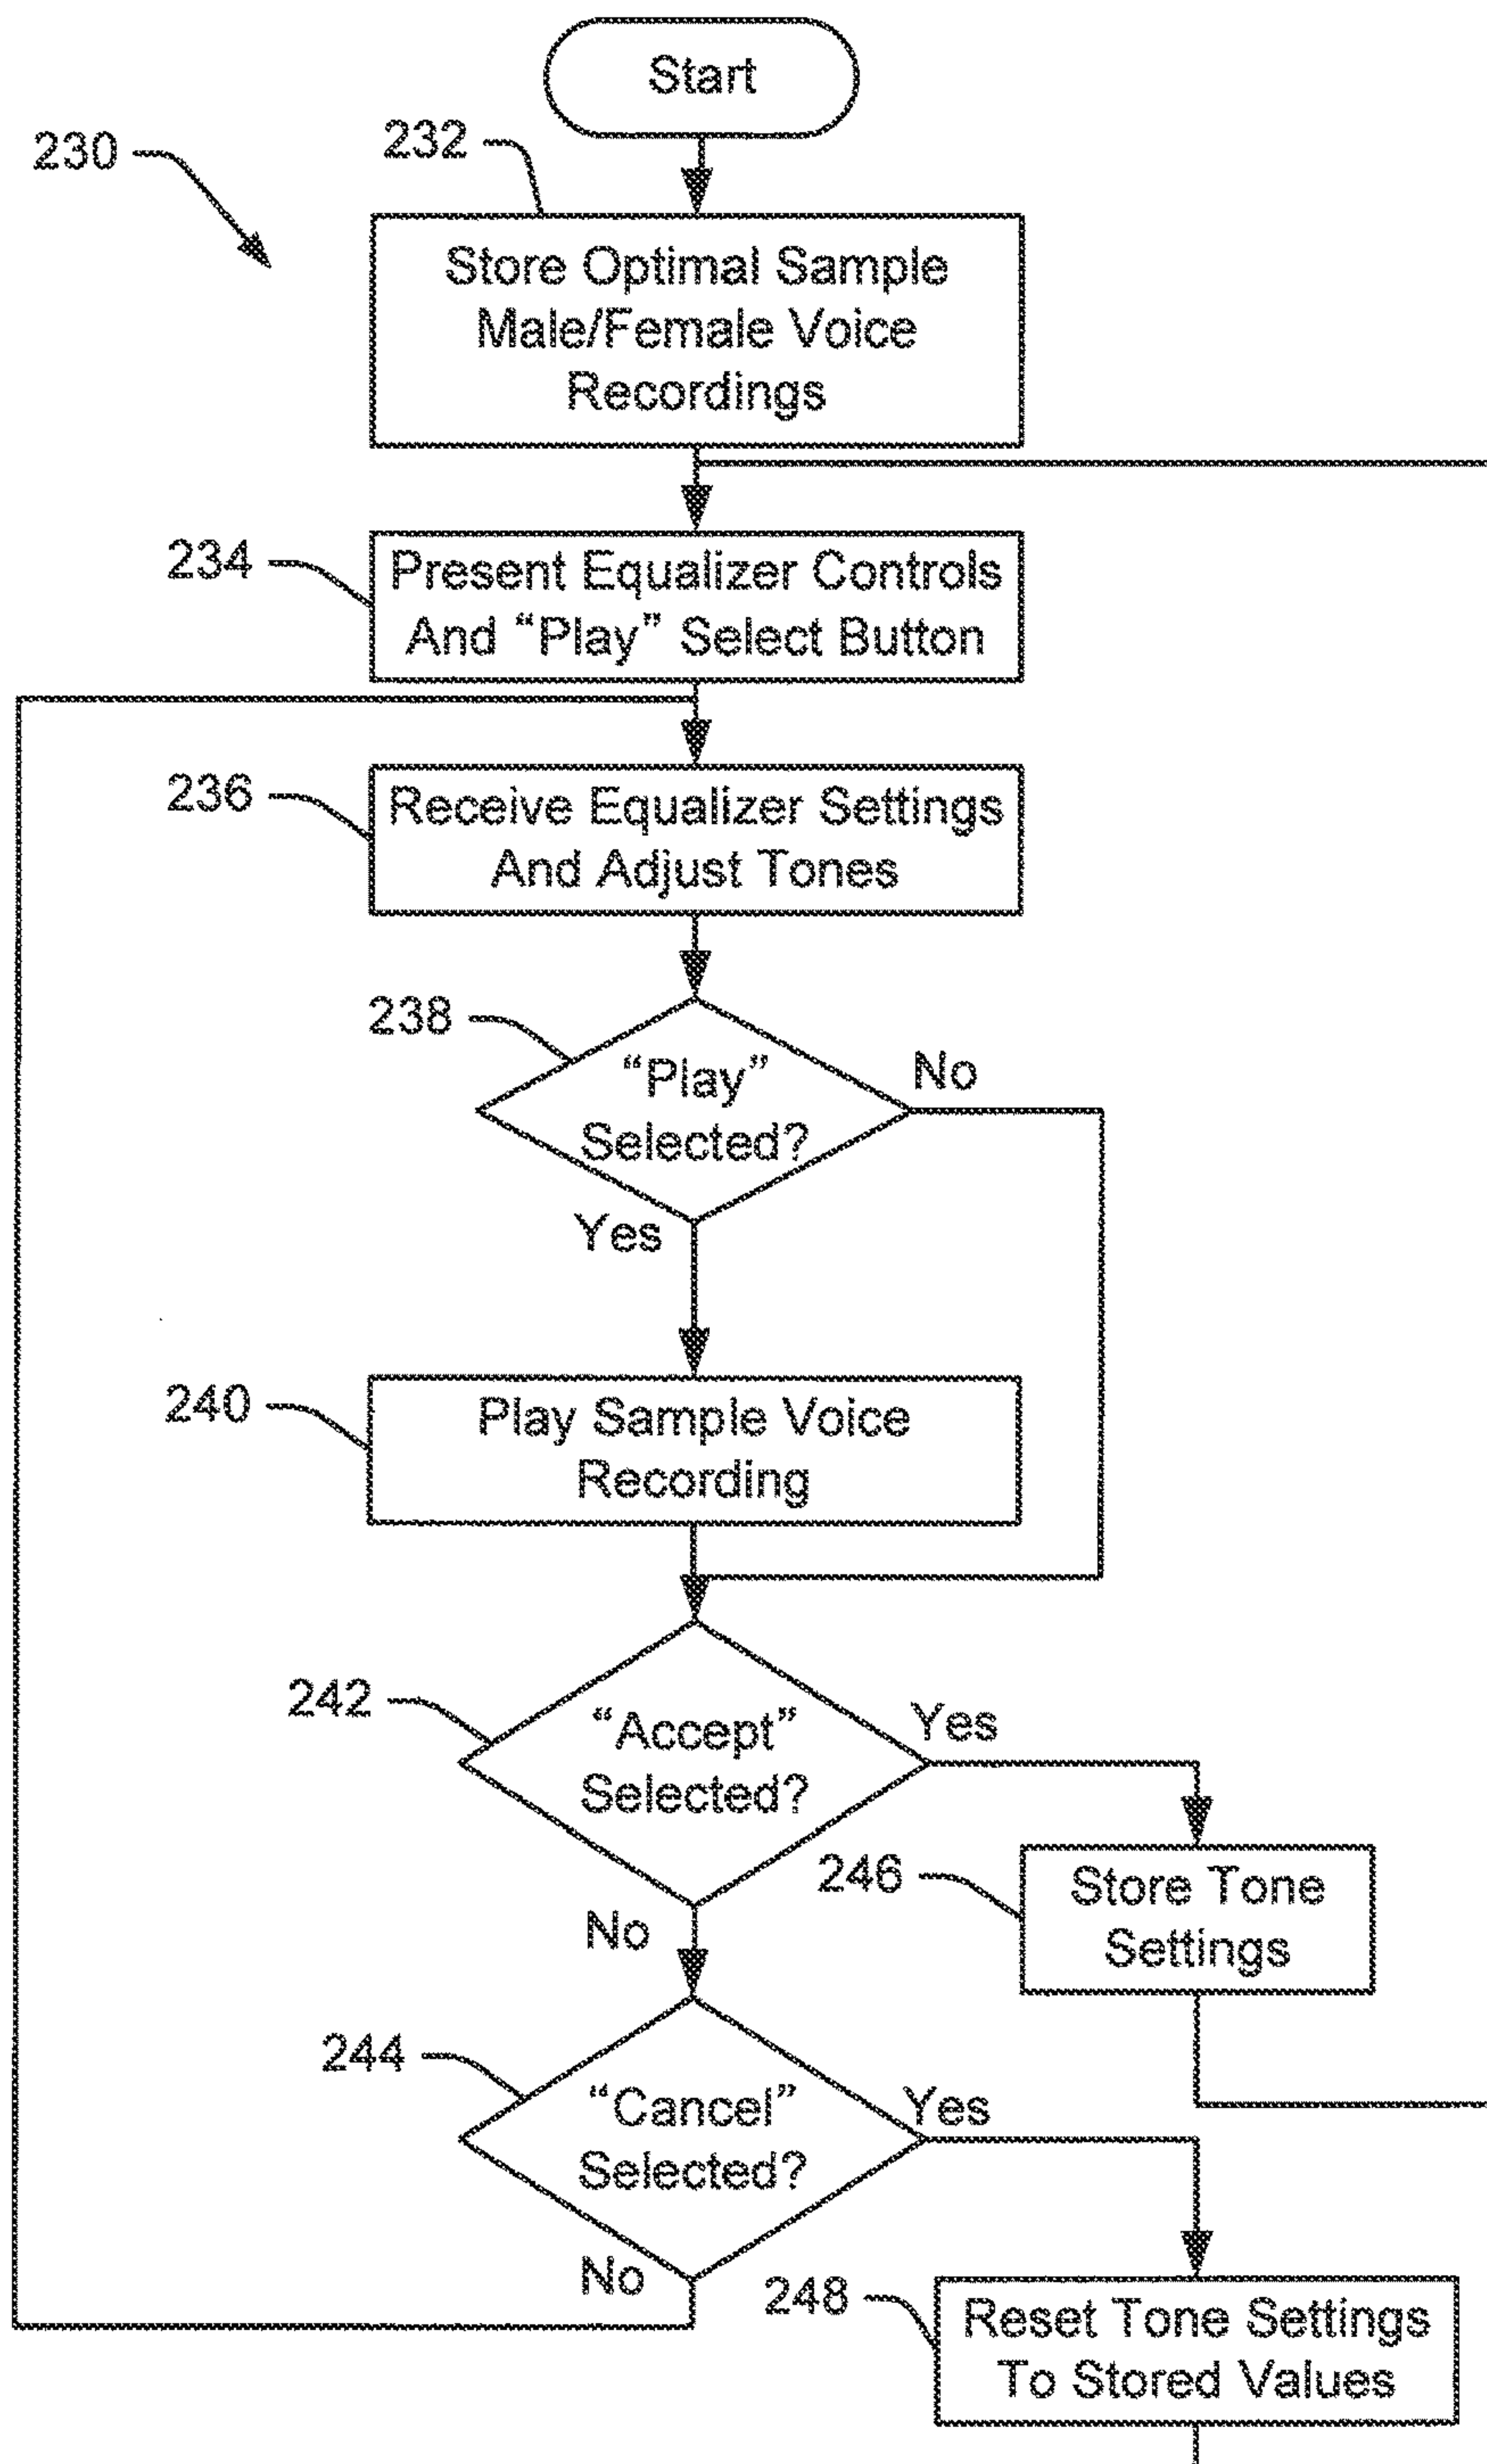 Start
230
232
Store Optimal Sample
Male/Female Voice
Recordings
234
Present Equalizer Controls
And “Play” Select Button
236
Receive Equalizer Settings
And Adjust Tones
238
“Play”
Selected?
No
Yes
240
Play Sample Voice
Recording
242
“Accept”
Selected?
Yes
No
246
Store Tone
Settings
244
“Cancel”
Selected?
Yes
No
248
Reset Tone Settings
To Stored Values